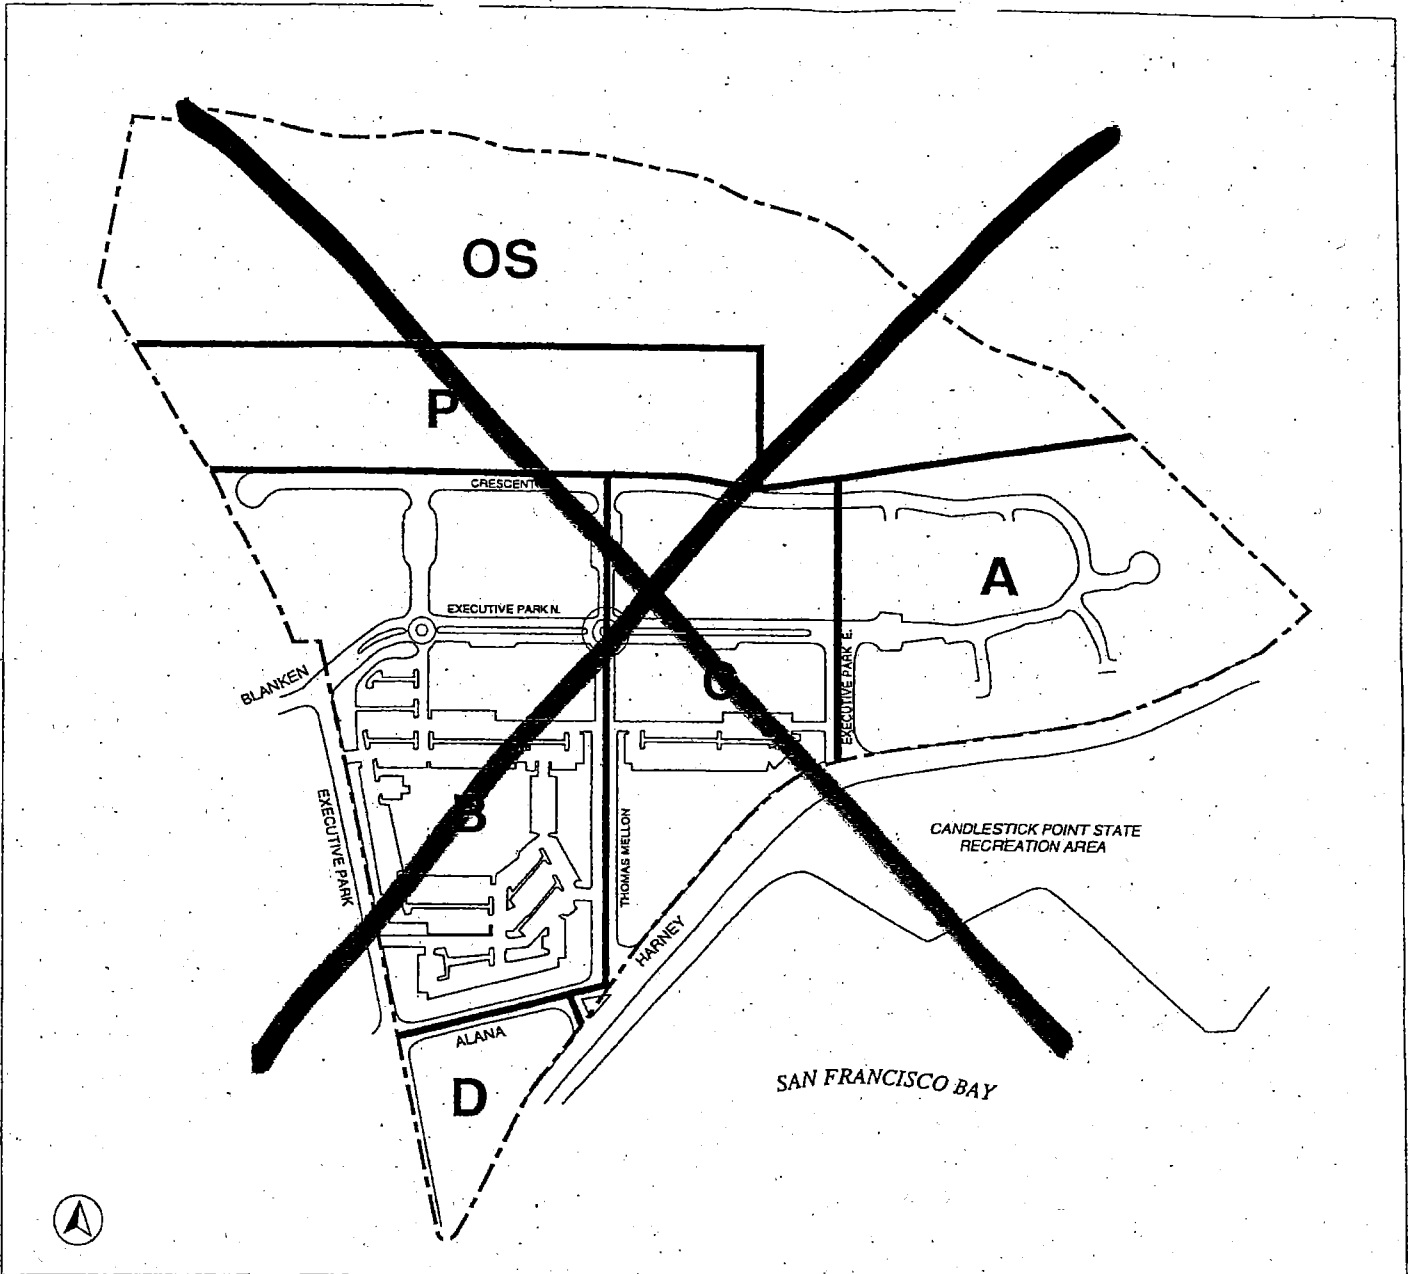 OS
P
CRESCENT
A
EXECUTIVE PARK N.
BLANKEN
EXECUTIVE PARK E.
C
EXECUTIVE PARK
B
THOMAS MELLON
CANDLESTICK POINT STATE
RECREATION AREA
HARNEY
ALANA
SAN FRANCISCO BAY
D